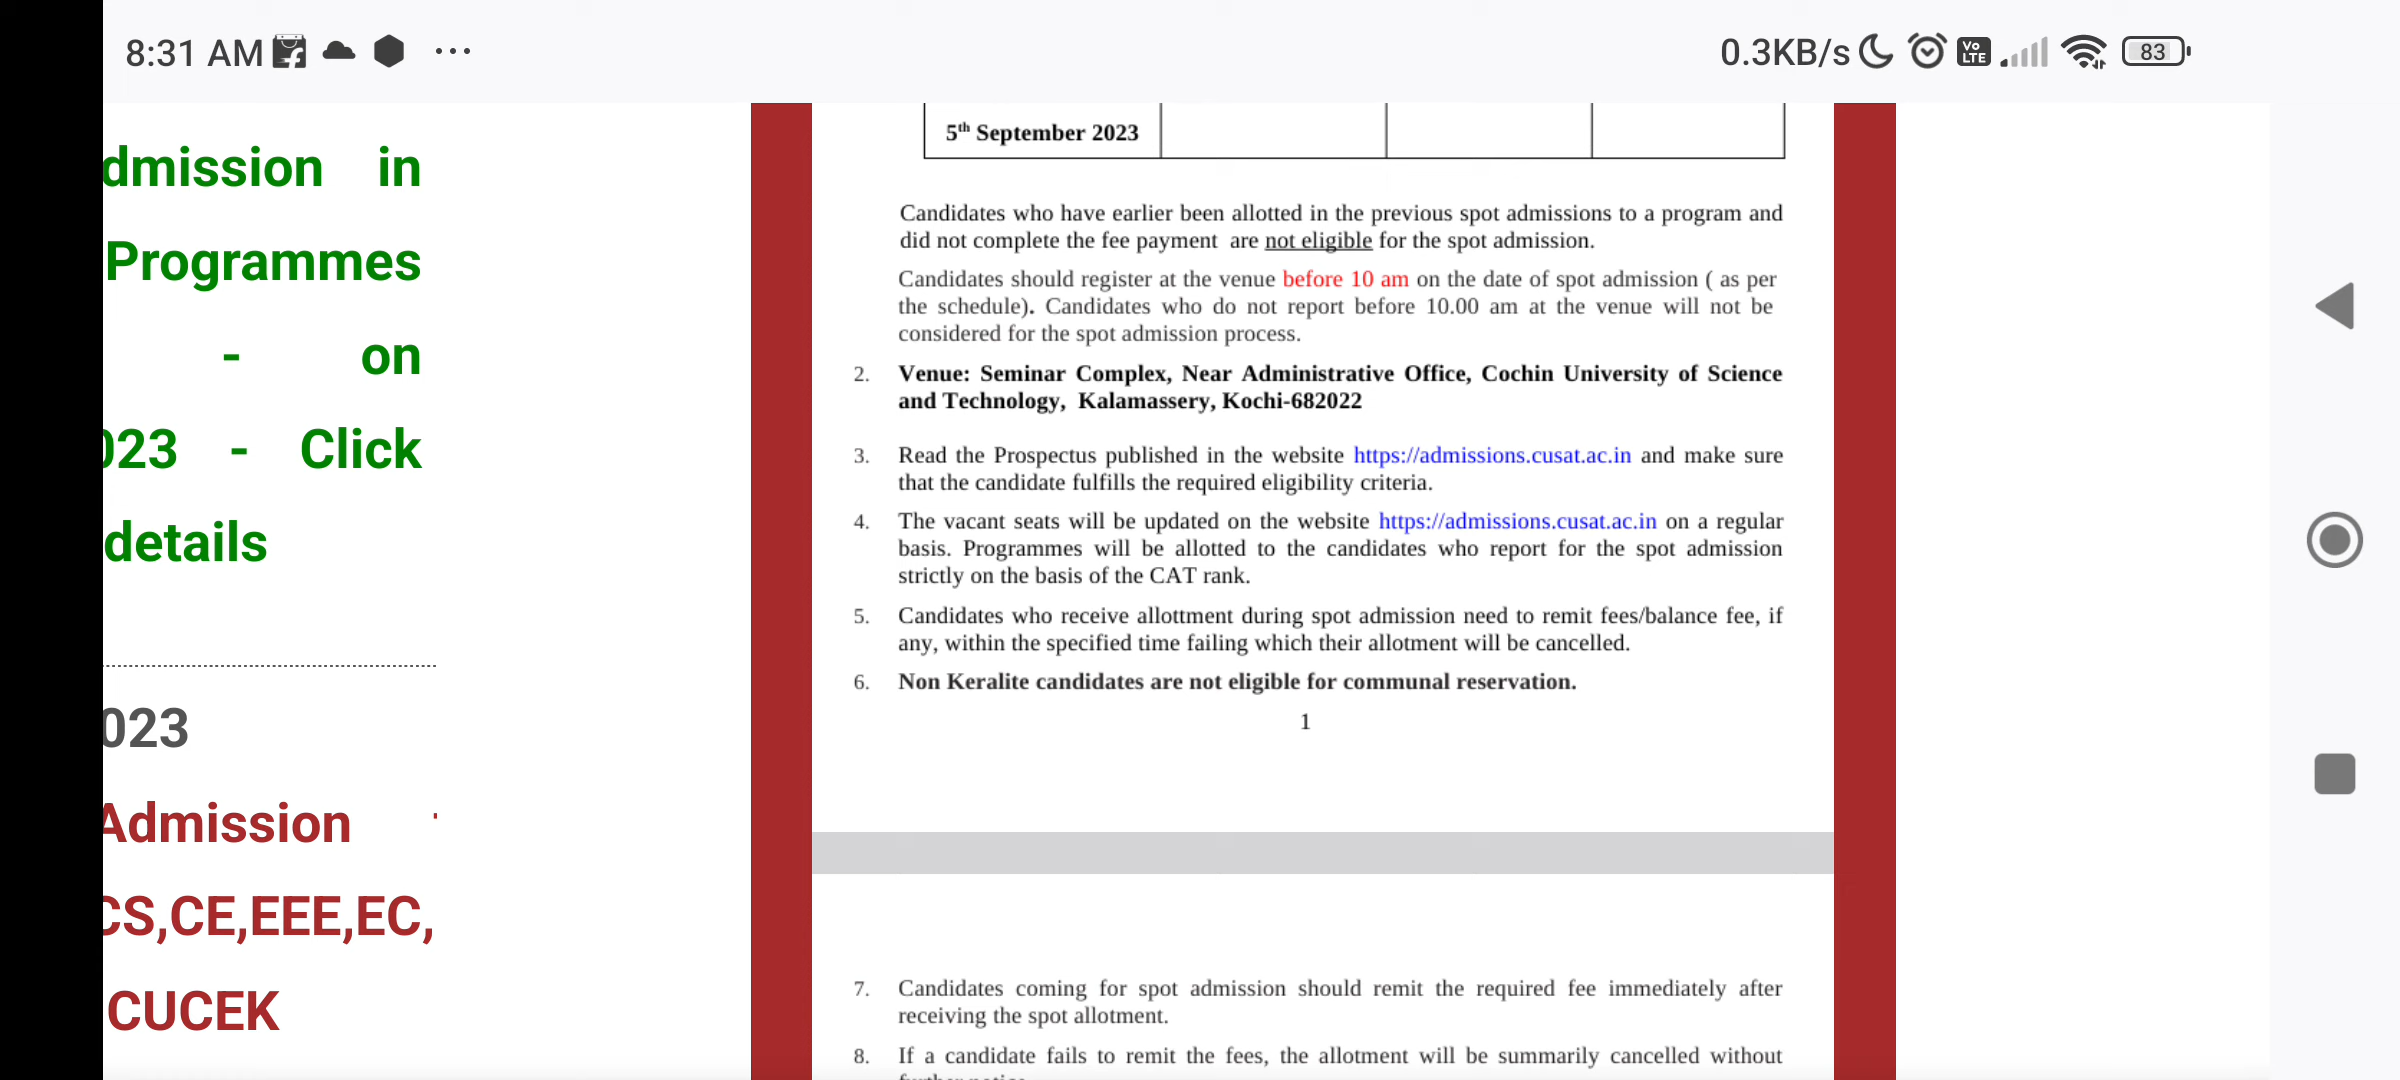 8:31 AM
0.3KB/s
Vo LTE
83
dmission in
Programmes
- on
023 - Click
details
023
Admission
CS,CE,EEE,EC,
CUCEK
5th September 2023
Candidates who have earlier been allotted in the previous spot admissions to a program and
did not complete the fee payment are not eligible for the spot admission.
Candidates should register at the venue before 10 am on the date of spot admission ( as per
the schedule). Candidates who do not report before 10.00 am at the venue will not be
considered for the spot admission process.
2. Venue: Seminar Complex, Near Administrative Office, Cochin University of Science
and Technology, Kalamassery, Kochi-682022
3. Read the Prospectus published in the website https://admissions.cusat.ac.in and make sure
that the candidate fulfills the required eligibility criteria.
4. The vacant seats will be updated on the website https://admissions.cusat.ac.in on a regular
basis. Programmes will be allotted to the candidates who report for the spot admission
strictly on the basis of the CAT rank.
5. Candidates who receive allottment during spot admission need to remit fees/balance fee, if
any, within the specified time failing which their allotment will be cancelled.
6. Non Keralite candidates are not eligible for communal reservation.
1
7. Candidates coming for spot admission should remit the required fee immediately after
receiving the spot allotment.
8. If a candidate fails to remit the fees, the allotment will be summarily cancelled without